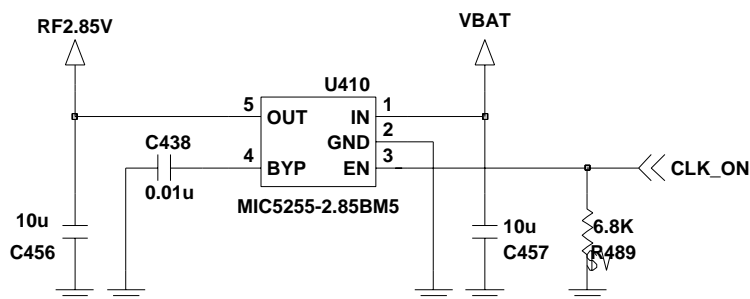 RF2.85V
VBAT
U410
5 OUT IN 1
GND 2
C438
4 BYP EN 3
CLK_ON
0.01u
MIC5255-2.85BM5
10u
C456
10u
C457
6.8K
R489